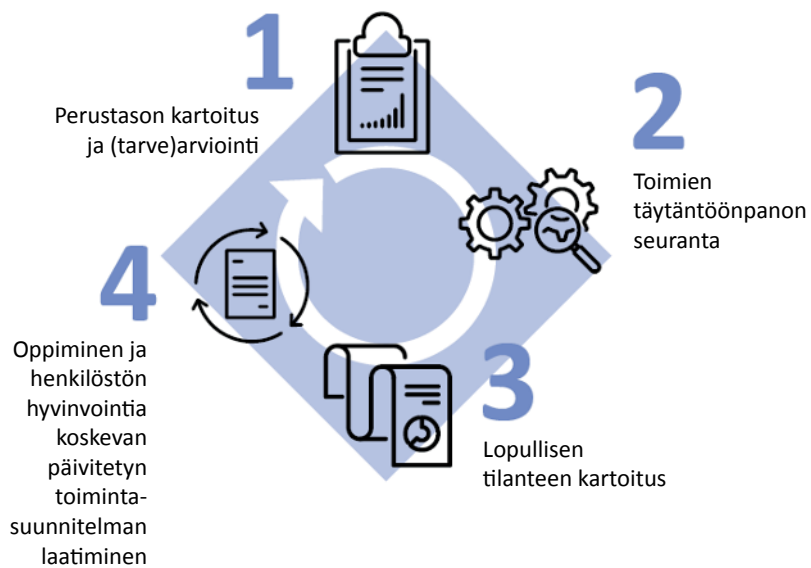 1
Perustason kartoitus
ja (tarve)arviointi
2
Toimien
täytäntöönpanon
seuranta
3
Lopullisen
tilanteen kartoitus
4
Oppiminen ja
henkilöstön
hyvinvointia
koskevan
päivitetyn
toiminta-
suunnitelman
laatiminen